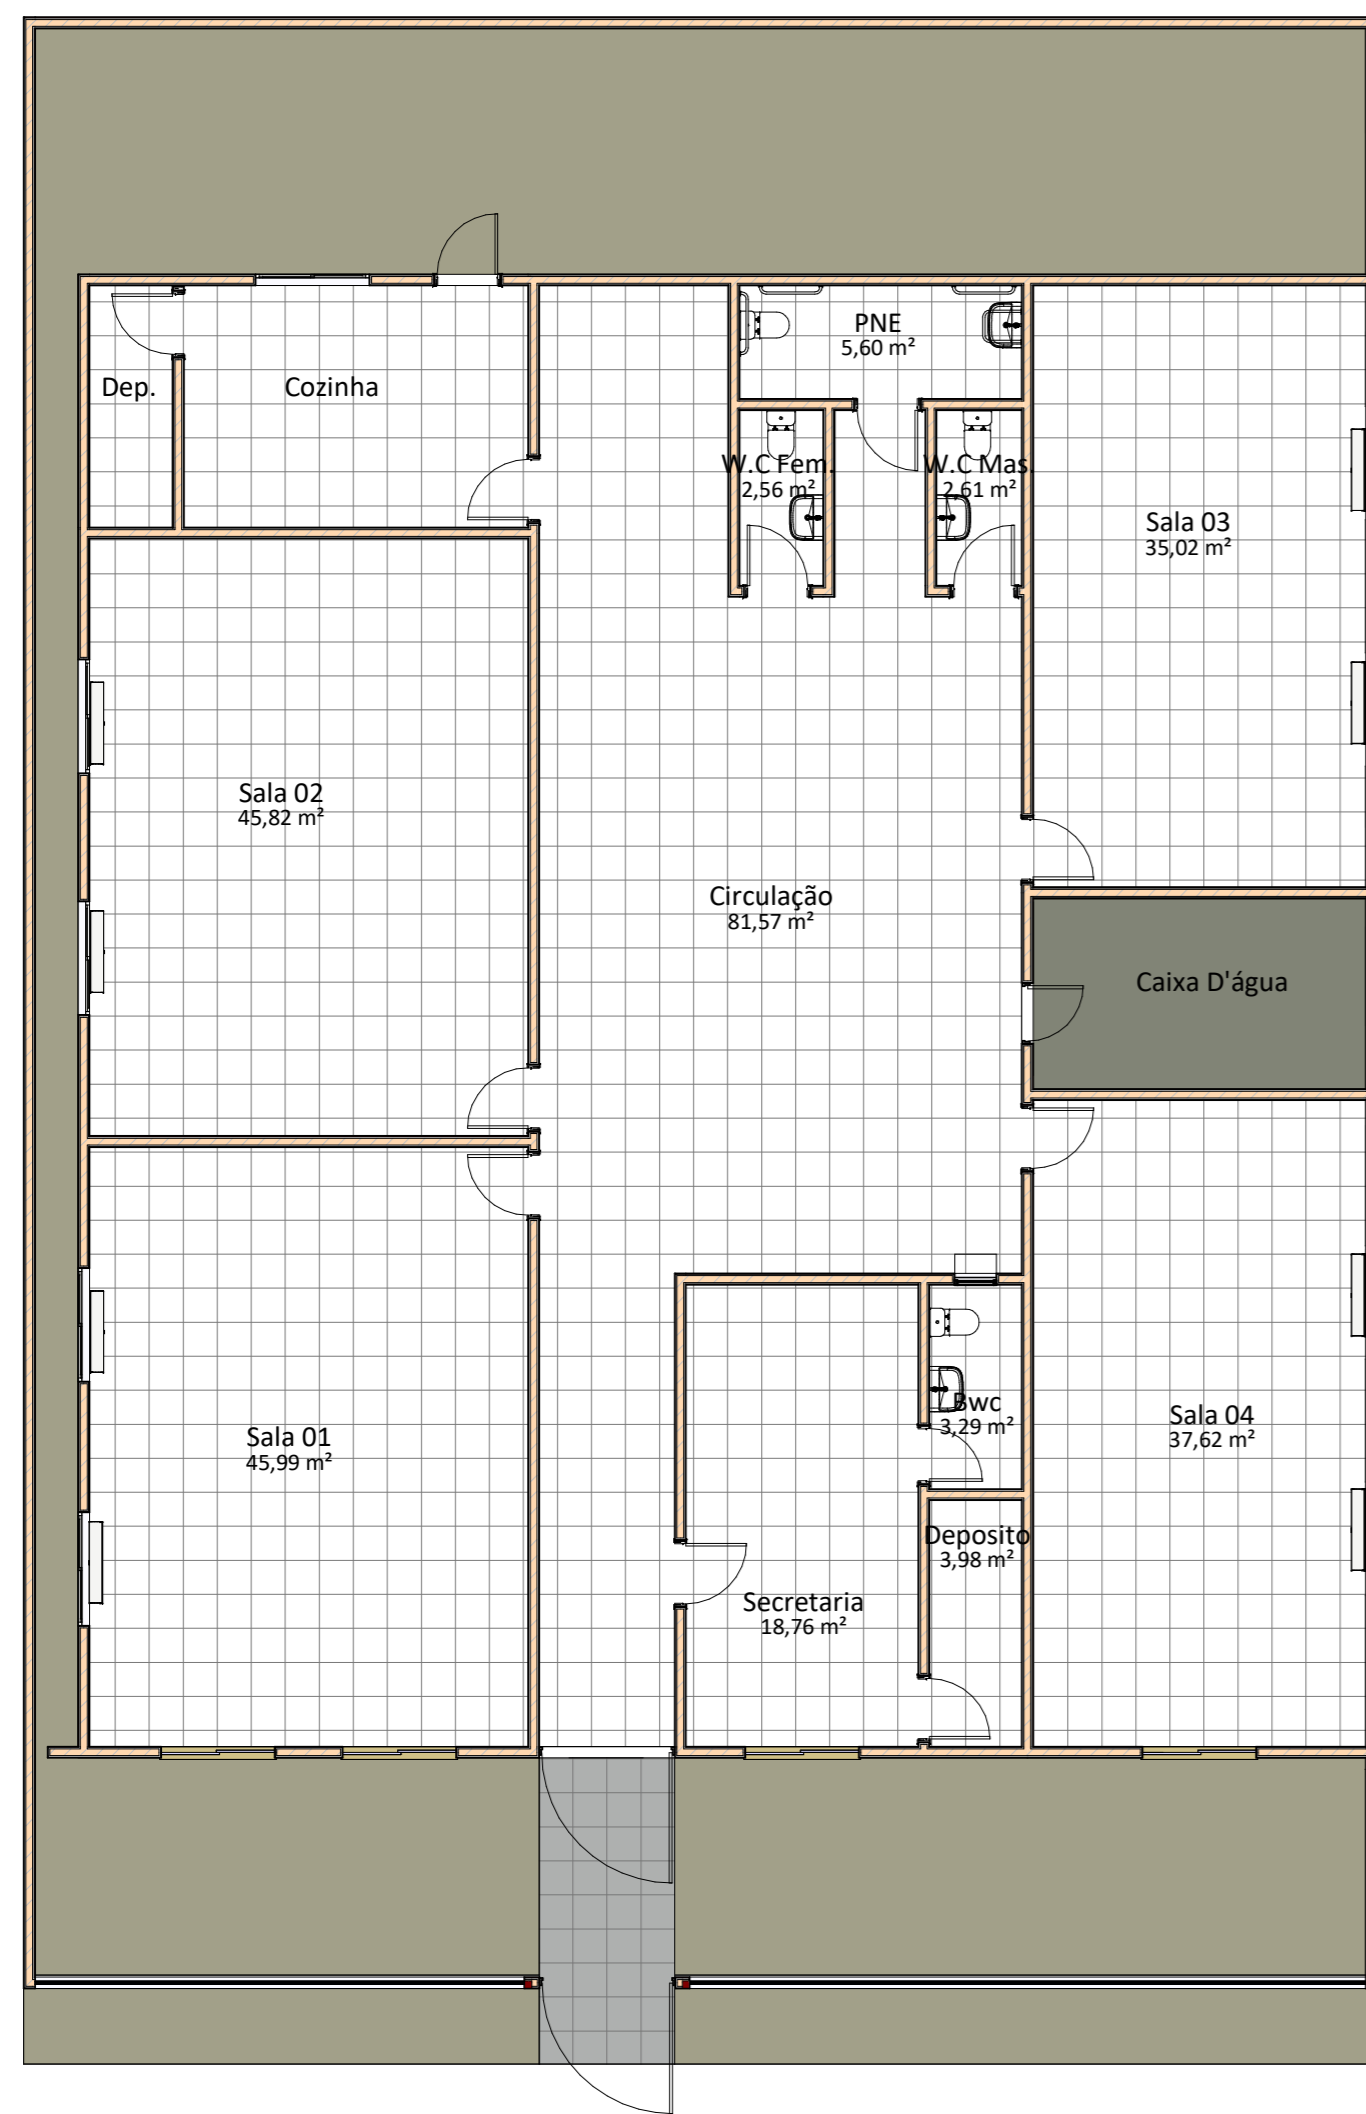 PNE
5,60 m²
Dep.
Cozinha
W.C Fem.
2,56 m²
W.C Mas.
2,61 m²
Sala 03
35,02 m²
Sala 02
45,82 m²
Circulação
81,57 m²
Caixa D'água
Bwc
3,29 m²
Sala 04
37,62 m²
Sala 01
45,99 m²
Deposito
3,98 m²
Secretaria
18,76 m²